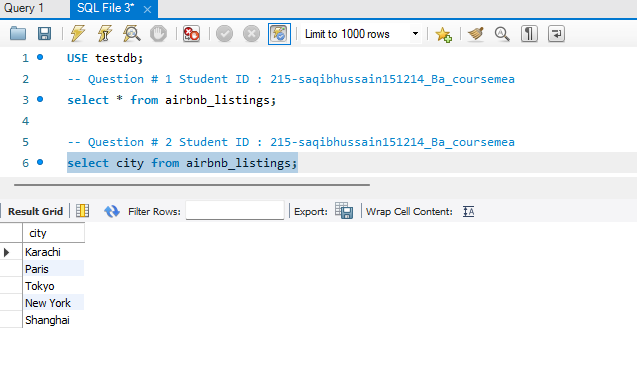 Query 1
SQL File 3*
Limit to 1000 rows
1 USE testdb;
2 -- Question # 1 Student ID : 215-saqibhussain151214_Ba_coursemea
3 select * from airbnb_listings;
4
5 -- Question # 2 Student ID : 215-saqibhussain151214_Ba_coursemea
6 select city from airbnb_listings;
Result Grid Filter Rows: Export: Wrap Cell Content:
city
Karachi
Paris
Tokyo
New York
Shanghai